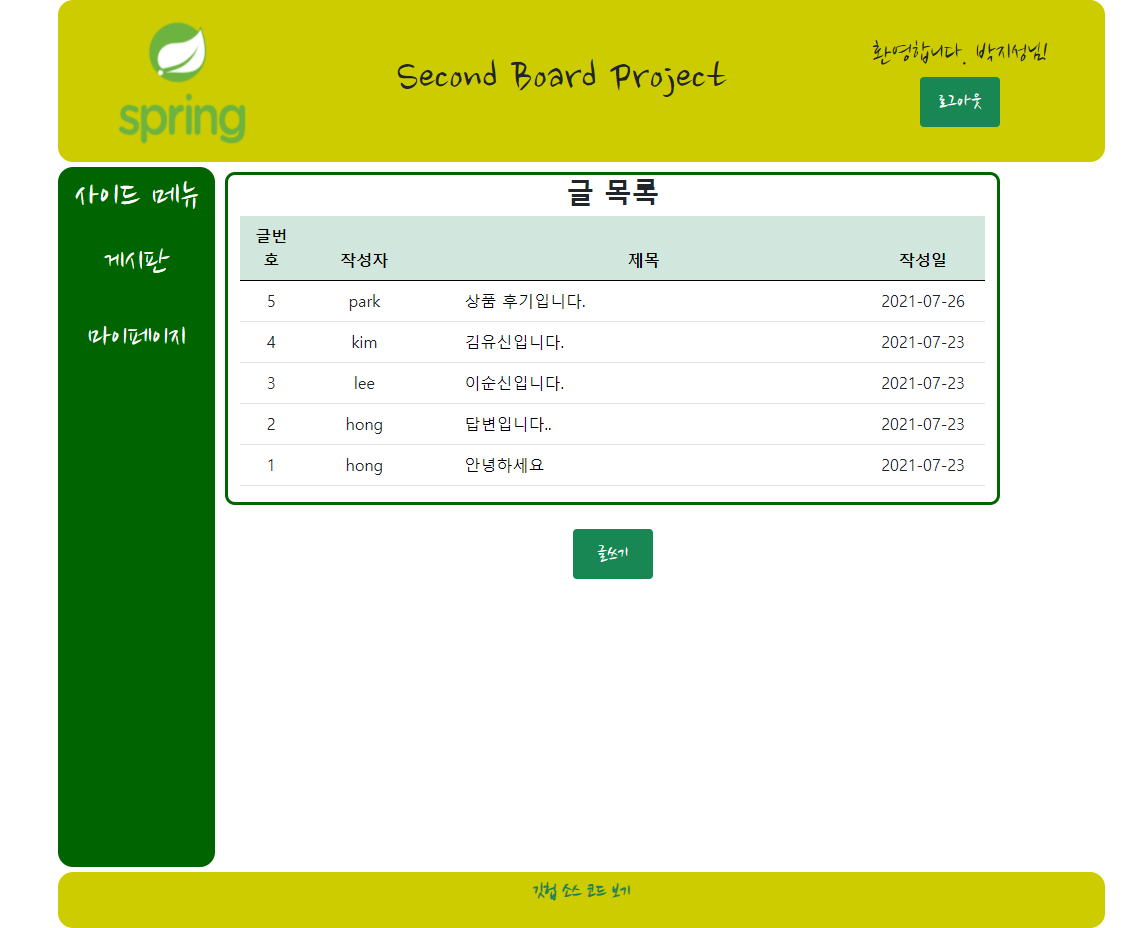 spring
Second Board Project
환영합니다. 박지성님!
로그아웃
사이드 메뉴
게시판
마이페이지
글 목록
글번
호 작성자 제목 작성일
5 park 상품 후기입니다. 2021-07-26
4 kim 김유신입니다. 2021-07-23
3 lee 이순신입니다. 2021-07-23
2 hong 답변입니다.. 2021-07-23
1 hong 안녕하세요 2021-07-23
글쓰기
깃헙 소스 코드 보기